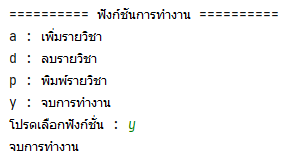 ========== ฟังก์ชันการทำงาน ==========
a : เพิ่มรายวิชา
d : ลบรายวิชา
p : พิมพ์รายวิชา
y : จบการทำงาน
โปรดเลือกฟังก์ชั่น : y
จบการทำงาน